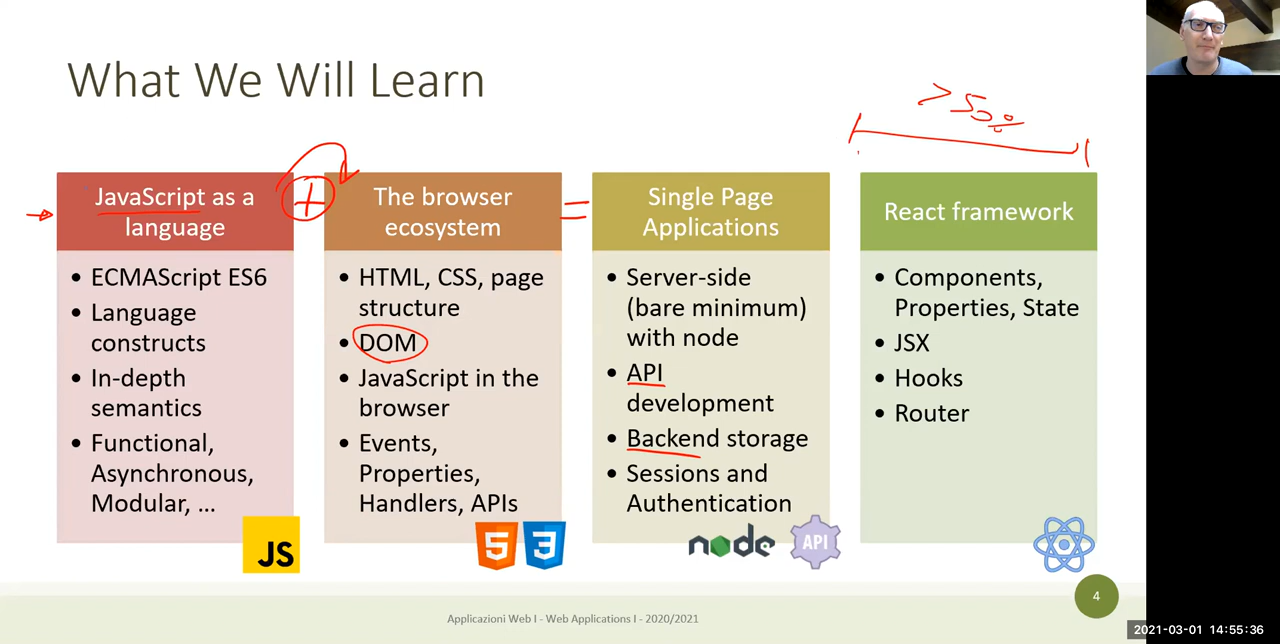 What We Will Learn
> 50%
JavaScript as a
language
• ECMAScript ES6
• Language
constructs
• In-depth
semantics
• Functional,
Asynchronous,
Modular, ...
JS
+
The browser
ecosystem
• HTML, CSS, page
structure
• DOM
• JavaScript in the
browser
• Events,
Properties,
Handlers, APIs
5
3
=
Single Page
Applications
• Server-side
(bare minimum)
with node
• API
development
• Backend storage
• Sessions and
Authentication
node
API
React framework
• Components,
Properties, State
• JSX
• Hooks
• Router
4
Applicazioni Web I - Web Applications I - 2020/2021
2021-03-01 14:55:36